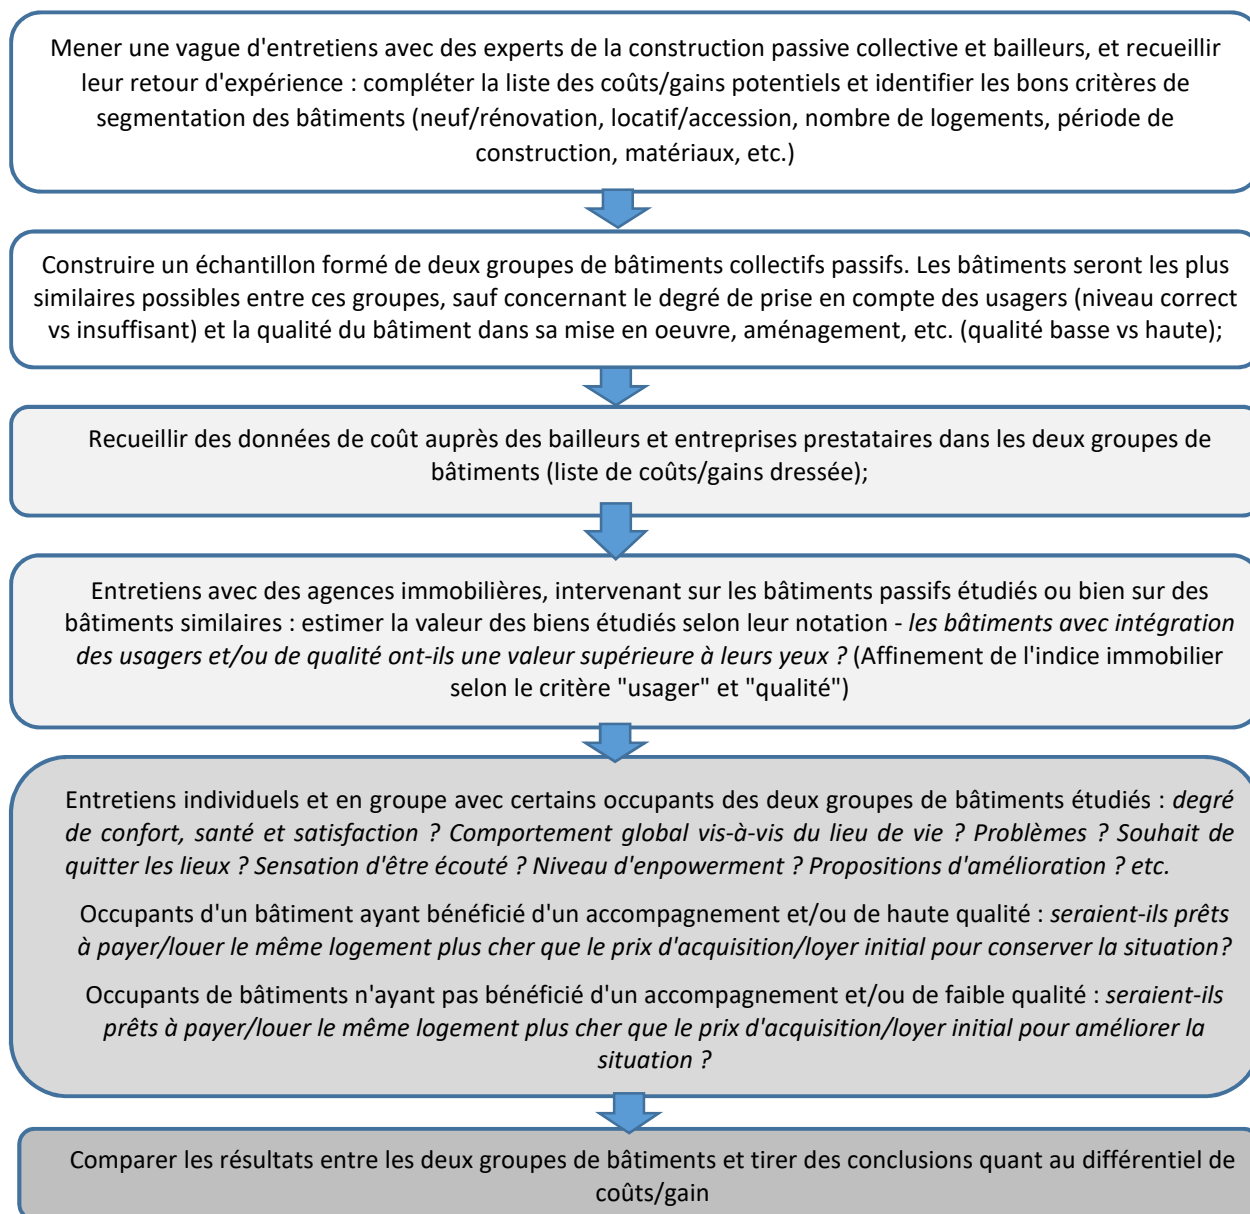 Mener une vague d'entretiens avec des experts de la construction passive collective et bailleurs, et recueillir
leur retour d'expérience : compléter la liste des coûts/gains potentiels et identifier les bons critères de
segmentation des bâtiments (neuf/rénovation, locatif/accession, nombre de logements, période de
construction, matériaux, etc.)
Construire un échantillon formé de deux groupes de bâtiments collectifs passifs. Les bâtiments seront les plus
similaires possibles entre ces groupes, sauf concernant le degré de prise en compte des usagers (niveau correct
vs insuffisant) et la qualité du bâtiment dans sa mise en oeuvre, aménagement, etc. (qualité basse vs haute);
Recueillir des données de coût auprès des bailleurs et entreprises prestataires dans les deux groupes de
bâtiments (liste de coûts/gains dressée);
Entretiens avec des agences immobilières, intervenant sur les bâtiments passifs étudiés ou bien sur des
bâtiments similaires : estimer la valeur des biens étudiés selon leur notation - les bâtiments avec intégration
des usagers et/ou de qualité ont-ils une valeur supérieure à leurs yeux ? (Affinement de l'indice immobilier
selon le critère "usager" et "qualité")
Entretiens individuels et en groupe avec certains occupants des deux groupes de bâtiments étudiés : degré
de confort, santé et satisfaction ? Comportement global vis-à-vis du lieu de vie ? Problèmes ? Souhait de
quitter les lieux ? Sensation d'être écouté ? Niveau d'enpowerment ? Propositions d'amélioration ? etc.
Occupants d'un bâtiment ayant bénéficié d'un accompagnement et/ou de haute qualité : seraient-ils prêts
à payer/louer le même logement plus cher que le prix d'acquisition/loyer initial pour conserver la situation?
Occupants de bâtiments n'ayant pas bénéficié d'un accompagnement et/ou de faible qualité : seraient-ils
prêts à payer/louer le même logement plus cher que le prix d'acquisition/loyer initial pour améliorer la
situation ?
Comparer les résultats entre les deux groupes de bâtiments et tirer des conclusions quant au différentiel de
coûts/gain